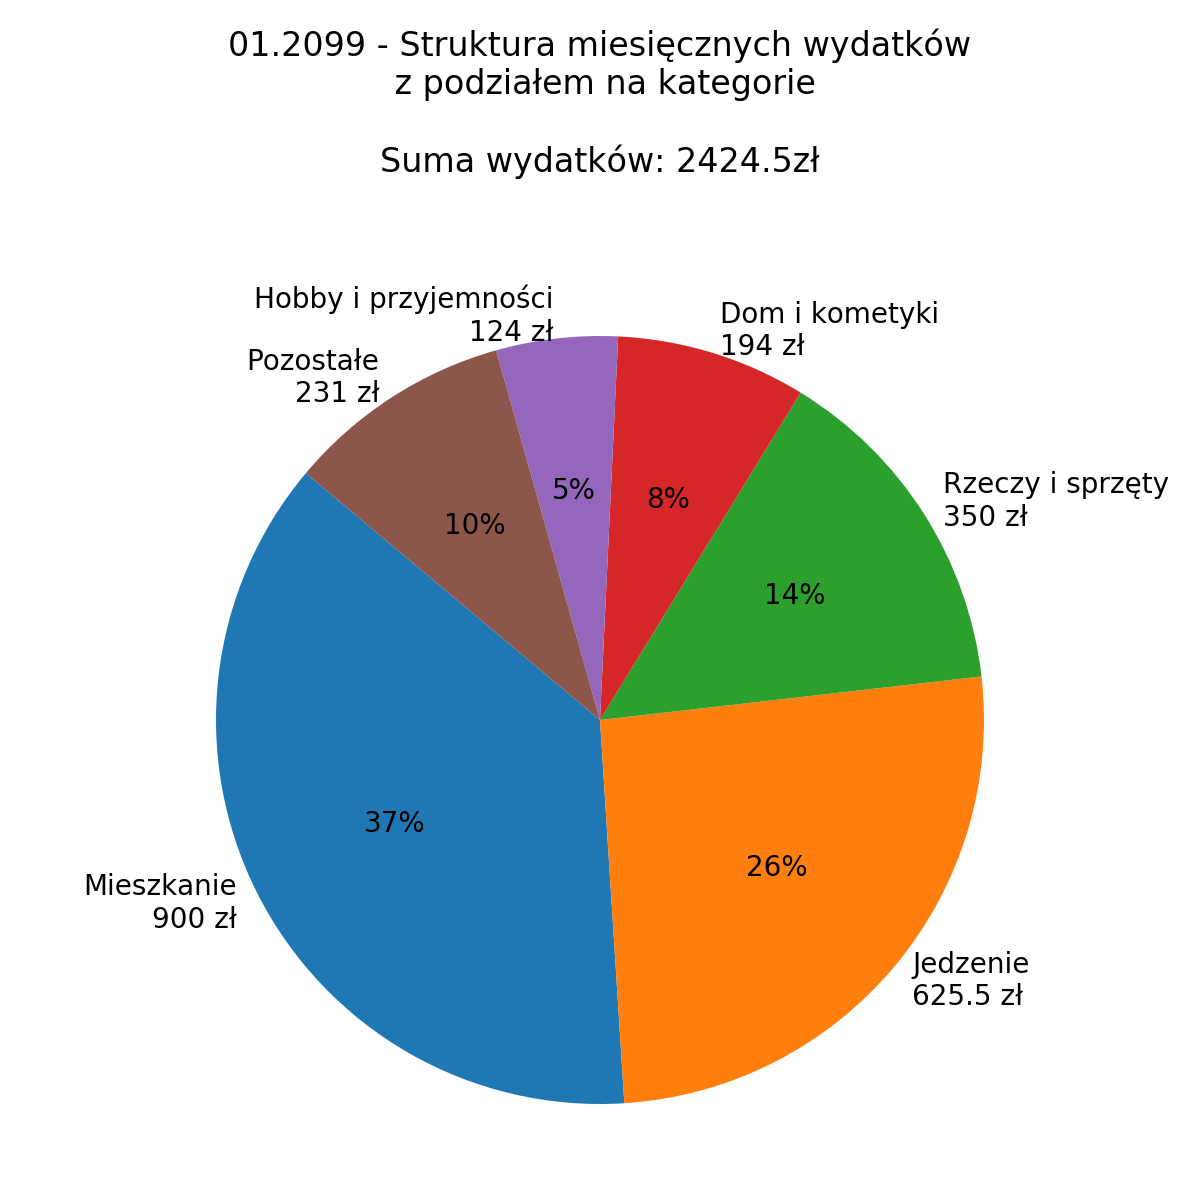 01.2099 - Struktura miesięcznych wydatków
z podziałem na kategorie
Suma wydatków: 2424.5zł
Hobby i przyjemności
124 zł
Dom i kometyki
194 zł
Pozostałe
231 zł
Rzeczy i sprzęty
350 zł
5%
8%
10%
14%
37%
26%
Mieszkanie
900 zł
Jedzenie
625.5 zł